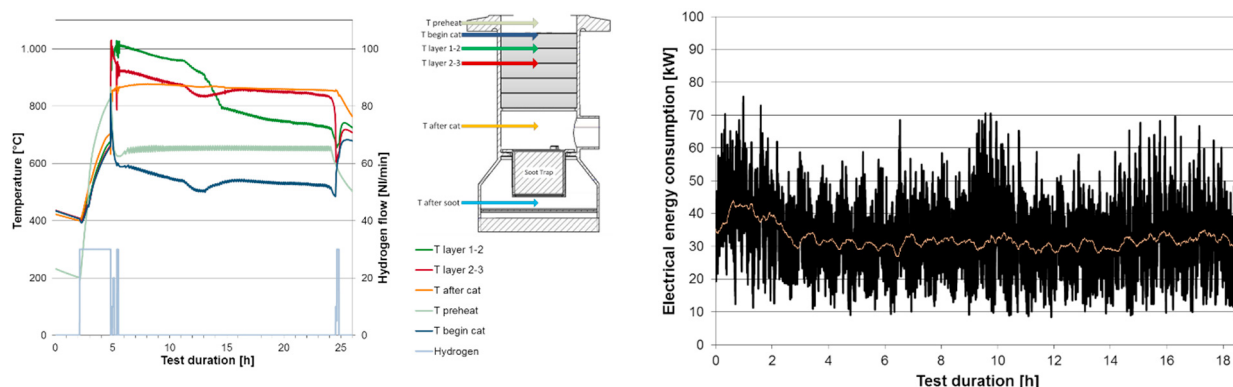 1.000
800
600
400
200
0
Temperature [°C]
100
80
60
40
20
0
Hydrogen flow [Nl/min]
0
5
10
15
20
25
Test duration [h]
T preheat
T begin cat
T layer 1-2
T layer 2-3
T after cat
Soot Trap
T after soot
T layer 1-2
T layer 2-3
T after cat
T preheat
T begin cat
Hydrogen
100
90
80
70
60
50
40
30
20
10
0
Electrical energy consumption [kW]
0
2
4
6
8
10
12
14
16
18
Test duration [h]